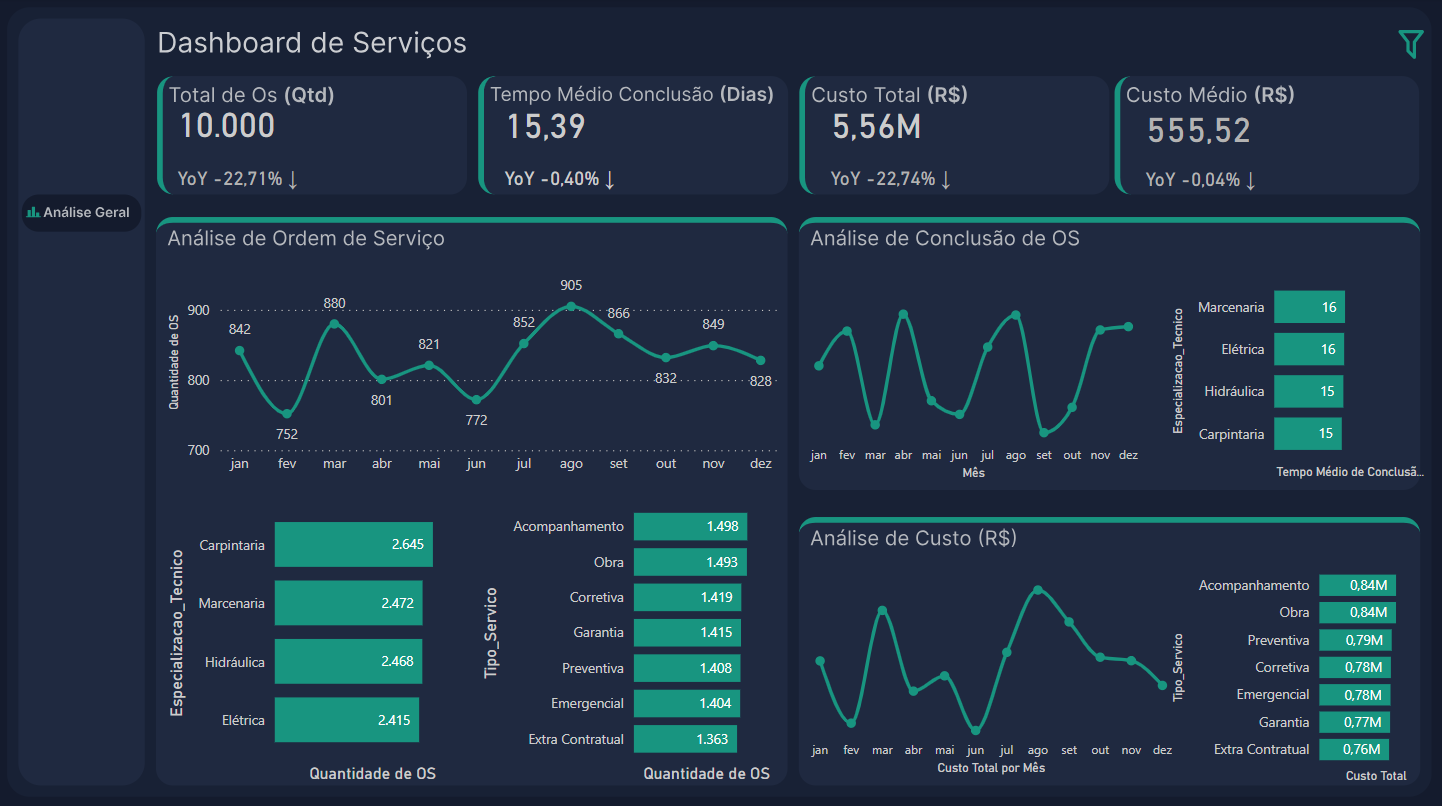 Dashboard de Serviços
Análise Geral
Total de Os (Qtd)
10.000
YoY -22,71% ↓
Tempo Médio Conclusão (Dias)
15,39
YoY -0,40% ↓
Custo Total (R$)
5,56M
YoY -22,74% ↓
Custo Médio (R$)
555,52
YoY -0,04% ↓
Análise de Ordem de Serviço
Quantidade de OS
900
800
700
842
752
880
801
821
772
852
905
866
832
849
828
jan fev mar abr mai jun jul ago set out nov dez
Especializacao_Tecnico
Carpintaria 2.645
Marcenaria 2.472
Hidráulica 2.468
Elétrica 2.415
Quantidade de OS
Tipo_Servico
Acompanhamento 1.498
Obra 1.493
Corretiva 1.419
Garantia 1.415
Preventiva 1.408
Emergencial 1.404
Extra Contratual 1.363
Quantidade de OS
Análise de Conclusão de OS
jan fev mar abr mai jun jul ago set out nov dez
Mês
Especializacao_Tecnico
Marcenaria 16
Elétrica 16
Hidráulica 15
Carpintaria 15
Tempo Médio de Conclusã...
Análise de Custo (R$)
jan fev mar abr mai jun jul ago set out nov dez
Custo Total por Mês
Tipo_Servico
Acompanhamento 0,84M
Obra 0,84M
Preventiva 0,79M
Corretiva 0,78M
Emergencial 0,78M
Garantia 0,77M
Extra Contratual 0,76M
Custo Total